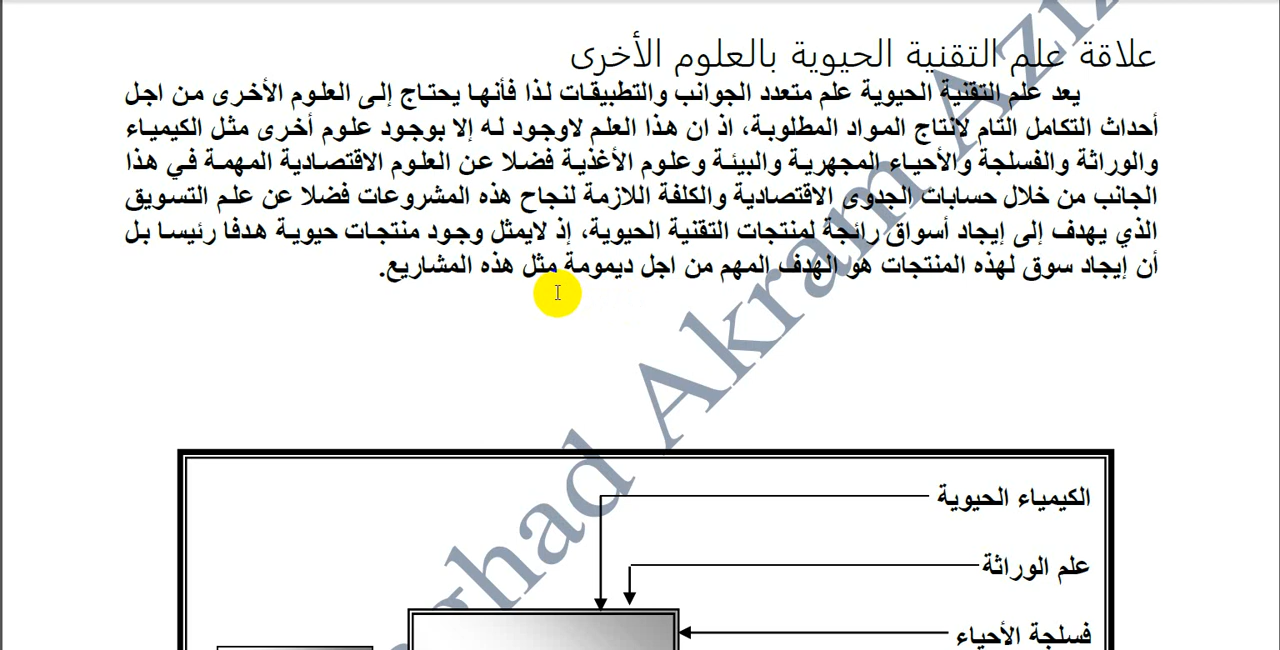 علاقة علم التقنية الحيوية بالعلوم الأخرى
يعد علم التقنية الحيوية علم متعدد الجوانب والتطبيقات لذا فأنها يحتاج إلى العلوم الأخرى من اجل
أحداث التكامل التام لانتاج المواد المطلوبة، اذ ان هذا العلم لاوجود له إلا بوجود علوم أخرى مثل الكيمياء
والوراثة والفسلجة والأحياء المجهرية والبيئة وعلوم الأغذية فضلا عن العلوم الاقتصادية المهمة في هذا
الجانب من خلال حسابات الجدوى الاقتصادية والكلفة اللازمة لنجاح هذه المشروعات فضلا عن علم التسويق
الذي يهدف إلى إيجاد أسواق رائجة لمنتجات التقنية الحيوية، إذ لايمثل وجود منتجات حيوية هدفا رئيسا بل
أن إيجاد سوق لهذه المنتجات هو الهدف المهم من اجل ديمومة مثل هذه المشاريع.
الكيمياء الحيوية
علم الوراثة
فسلجة الأحياء
Akram